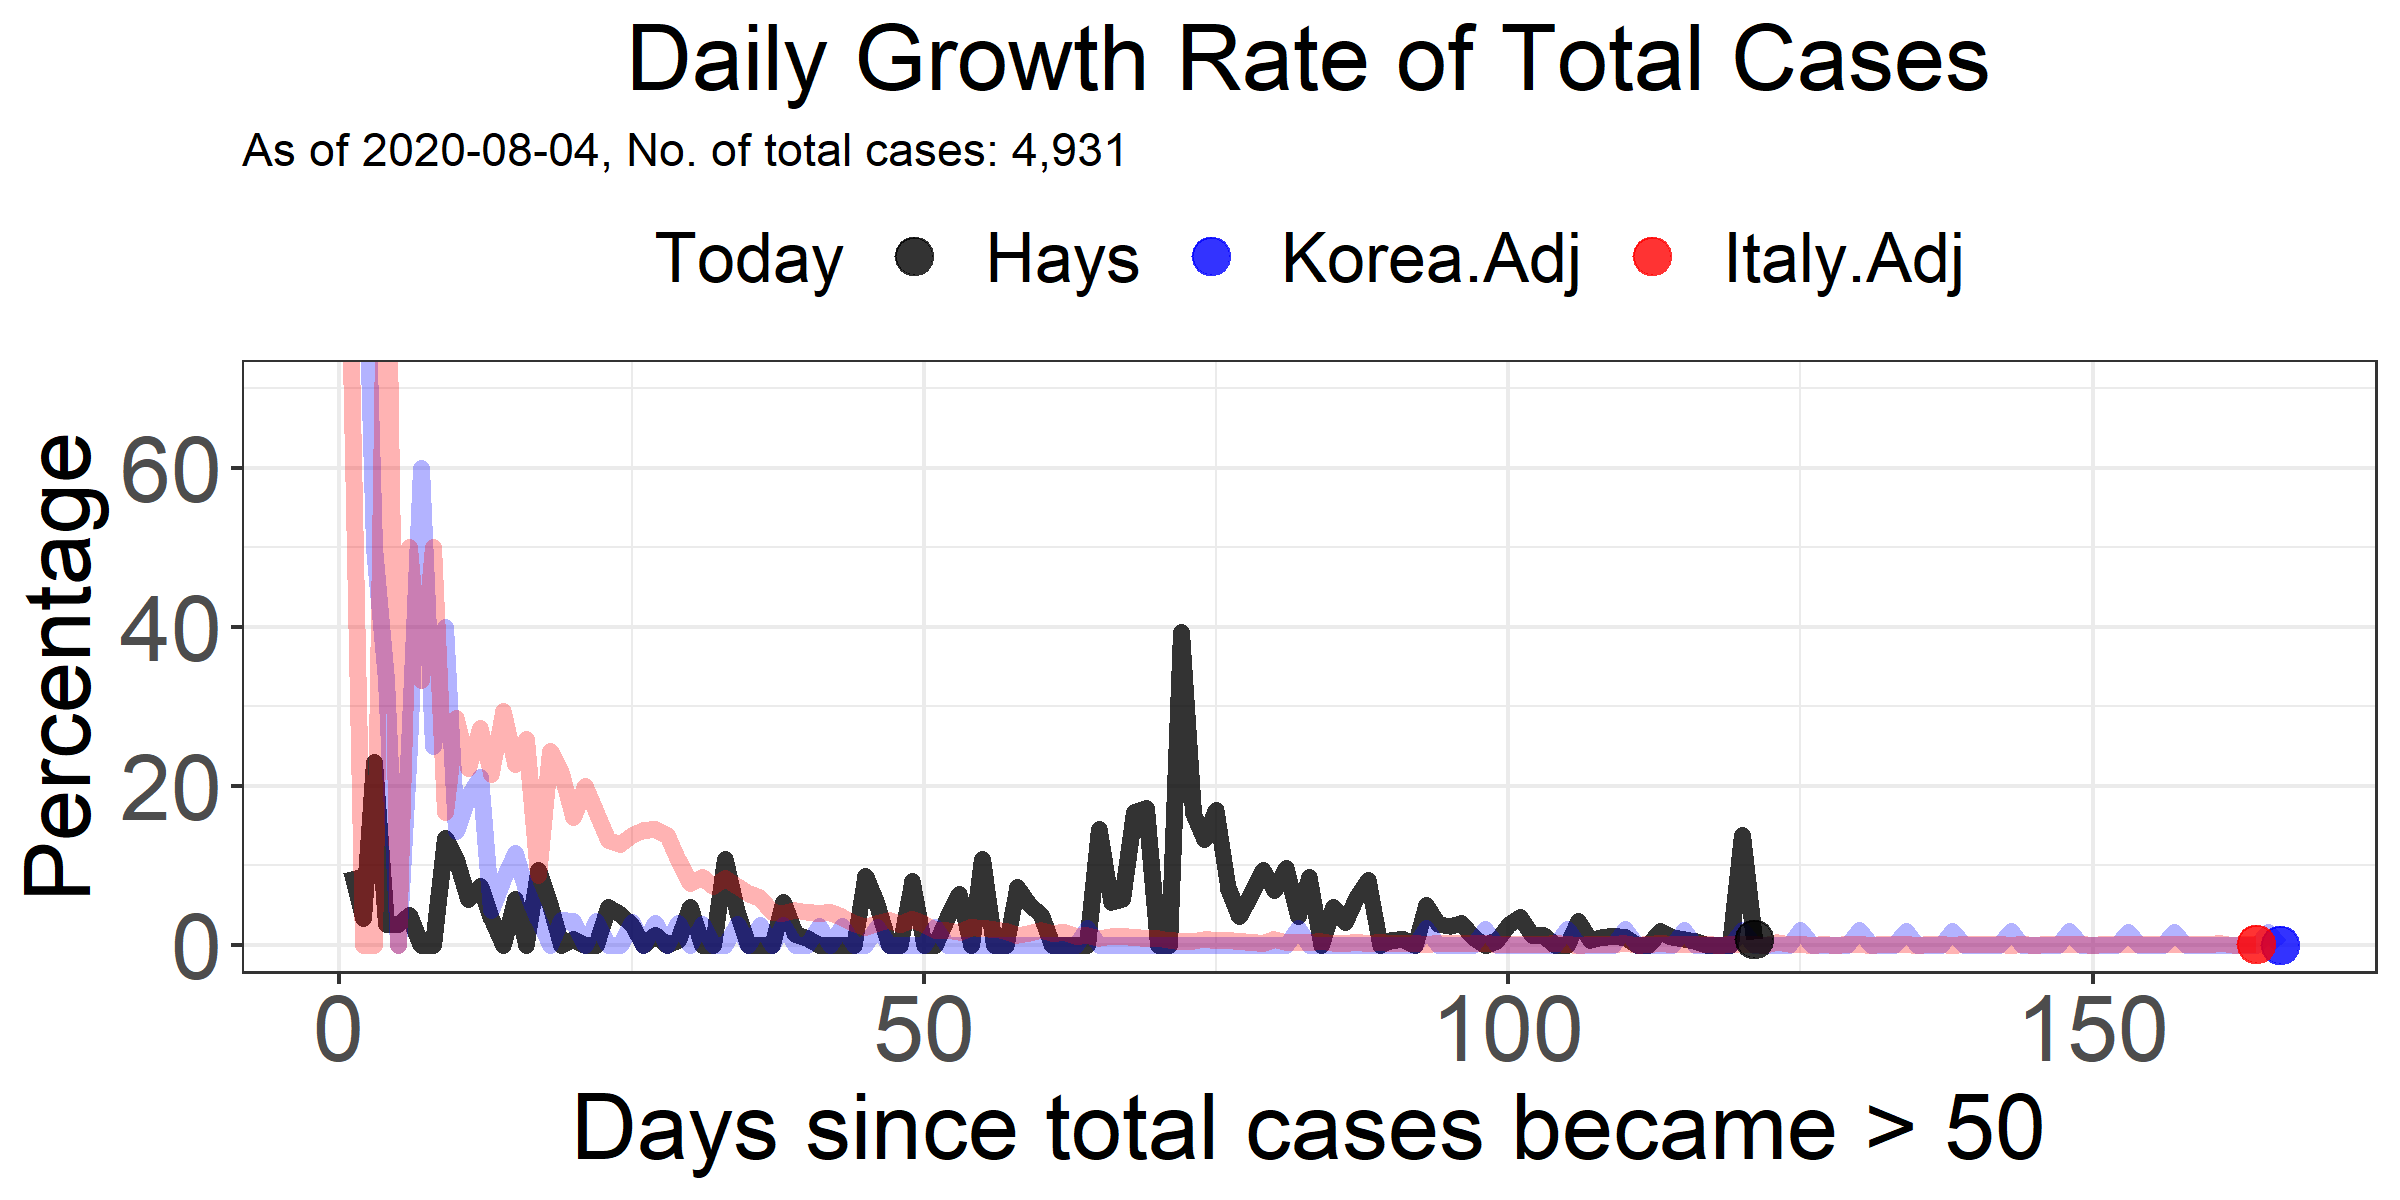 Daily Growth Rate of Total Cases
As of 2020-08-04, No. of total cases: 4,931
Today Hays Korea.Adj Italy.Adj
Percentage
60
40
20
0
0 50 100 150
Days since total cases became > 50